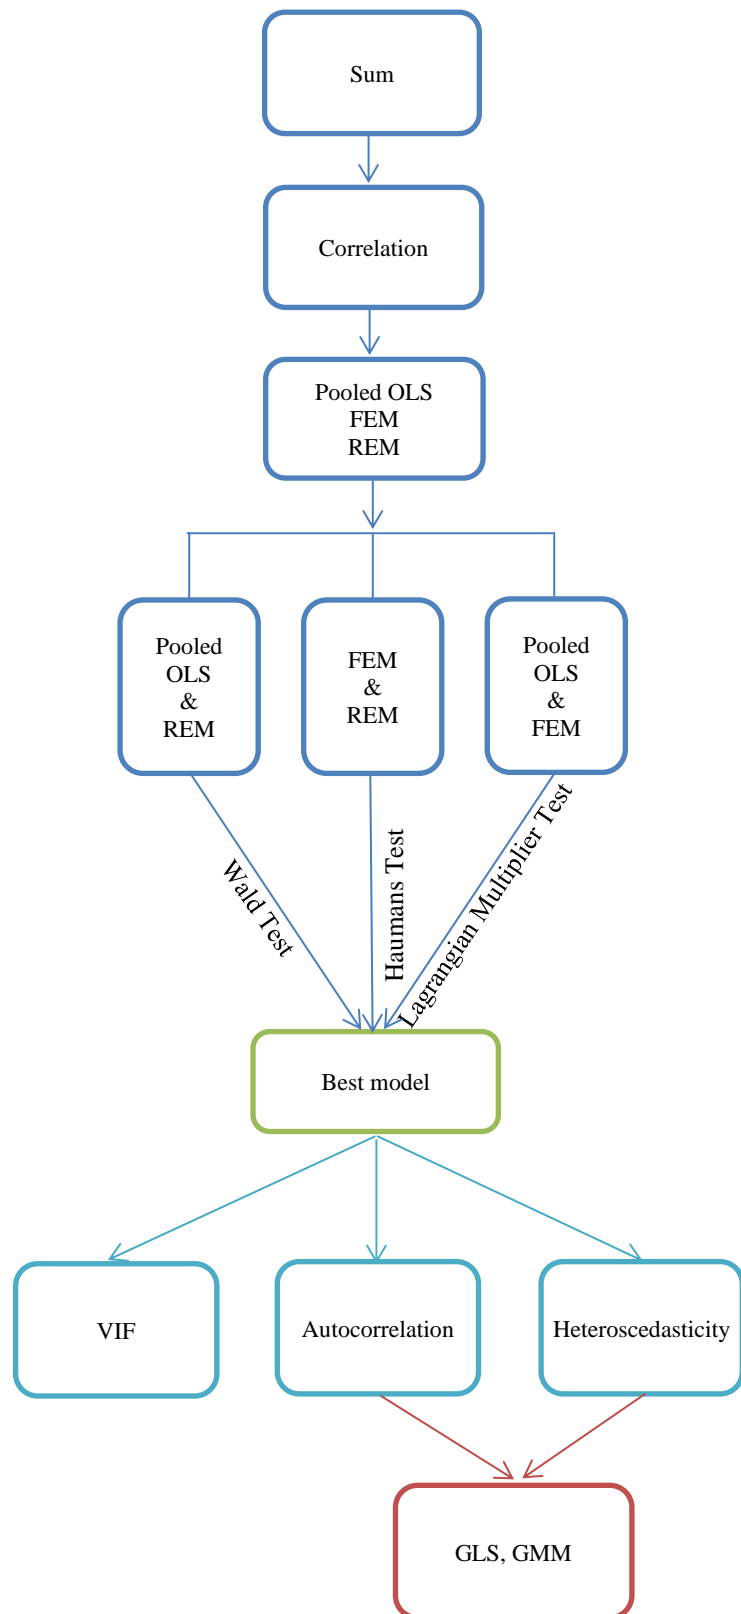 Sum
Correlation
Pooled OLS
FEM
REM
Pooled
OLS
&
REM
FEM
&
REM
Pooled
OLS
&
FEM
Wald Test
Haumans Test
Lagrangian Multiplier Test
Best model
VIF
Autocorrelation
Heteroscedasticity
GLS, GMM